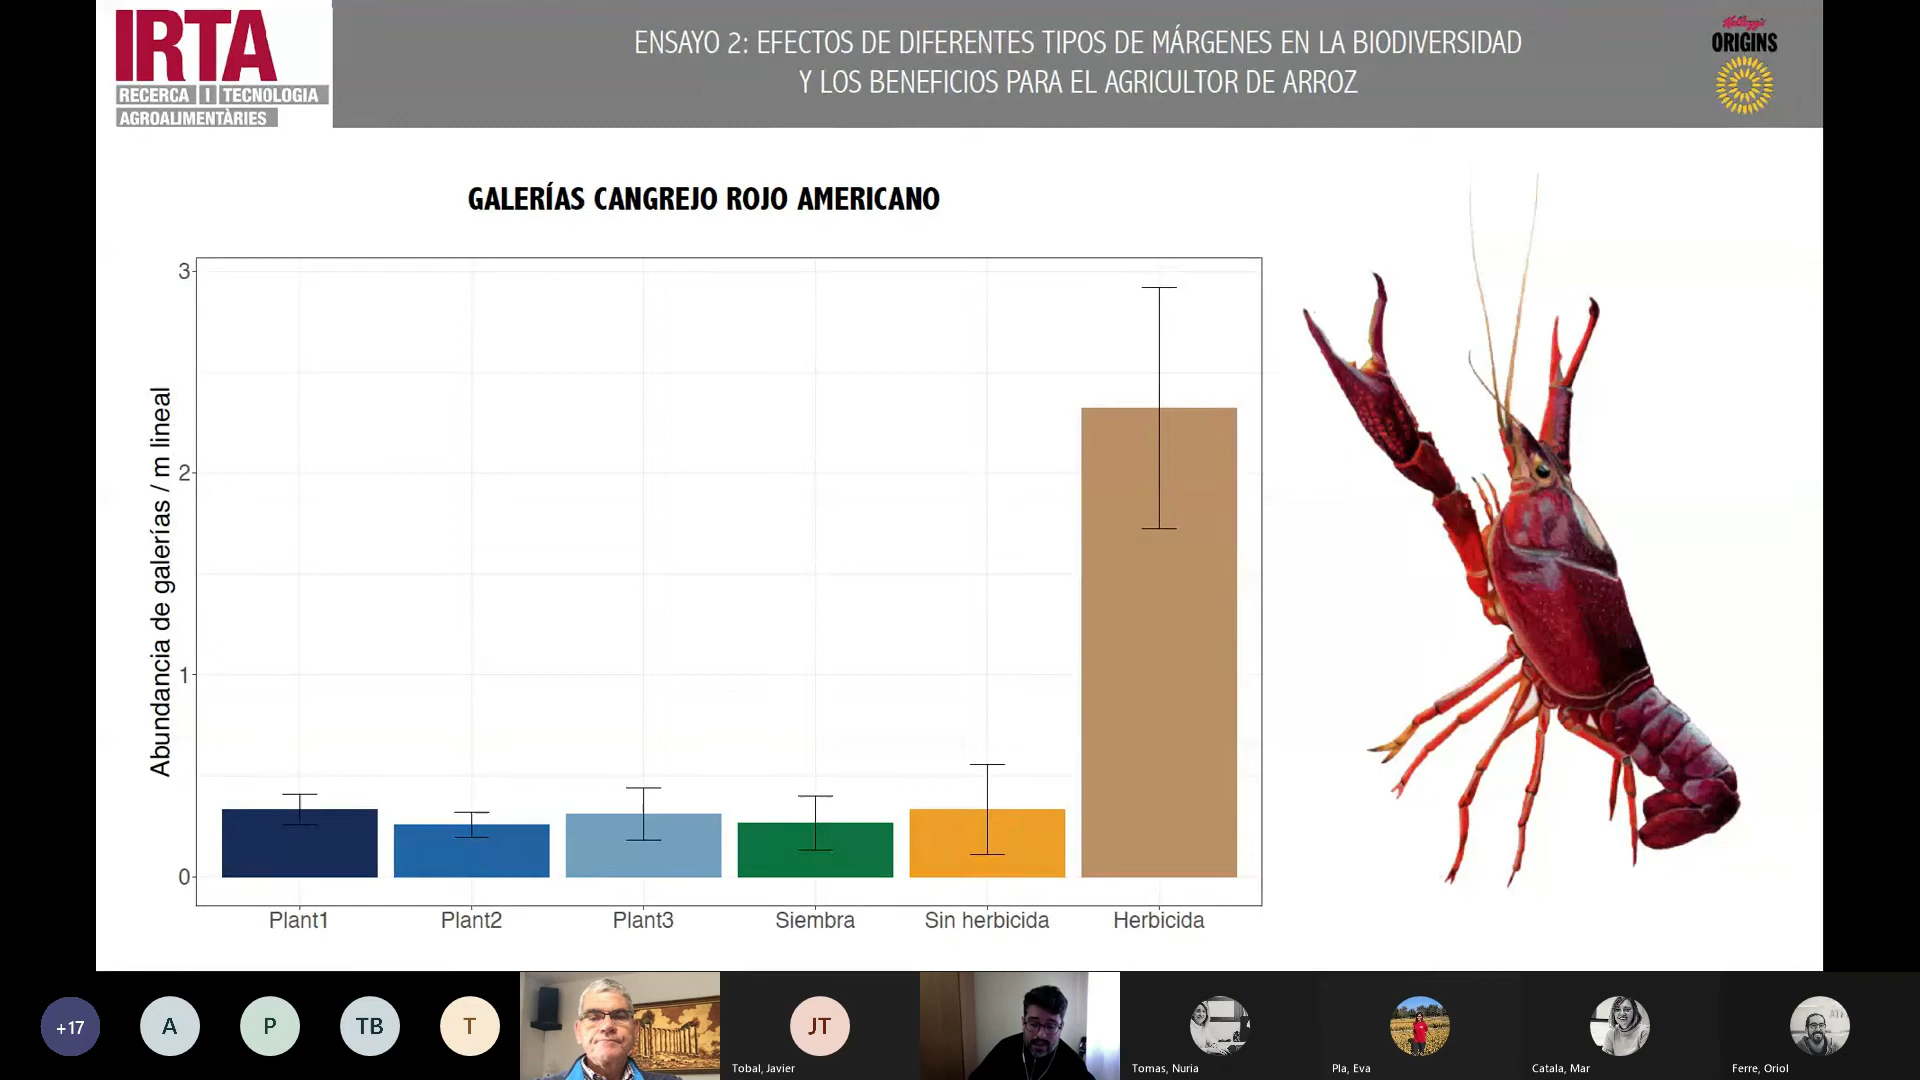 IRTA
RECERCA I TECNOLOGIA
AGROALIMENTÀRIES
ENSAYO 2: EFECTOS DE DIFERENTES TIPOS DE MÁRGENES EN LA BIODIVERSIDAD
Y LOS BENEFICIOS PARA EL AGRICULTOR DE ARROZ
Kellogg's
ORIGINS
GALERÍAS CANGREJO ROJO AMERICANO
Abundancia de galerías / m lineal
3
2
1
0
Plant1 Plant2 Plant3 Siembra Sin herbicida Herbicida
+17 A P TB T JT
Tobal, Javier Tomas, Nuria Pla, Eva Catala, Mar Ferre, Oriol